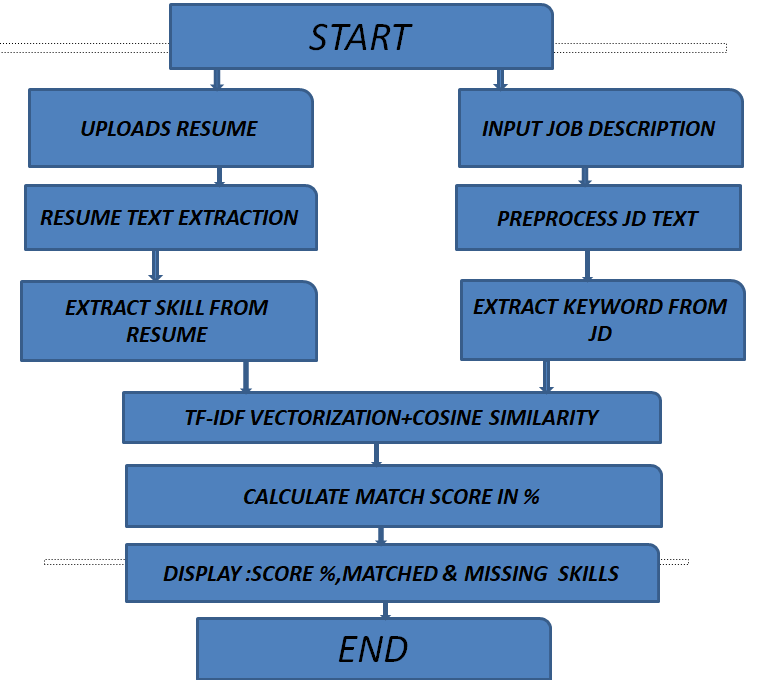 START
UPLOADS RESUME
INPUT JOB DESCRIPTION
RESUME TEXT EXTRACTION
PREPROCESS JD TEXT
EXTRACT SKILL FROM
RESUME
EXTRACT KEYWORD FROM
JD
TF-IDF VECTORIZATION+COSINE SIMILARITY
CALCULATE MATCH SCORE IN %
DISPLAY :SCORE %,MATCHED & MISSING SKILLS
END